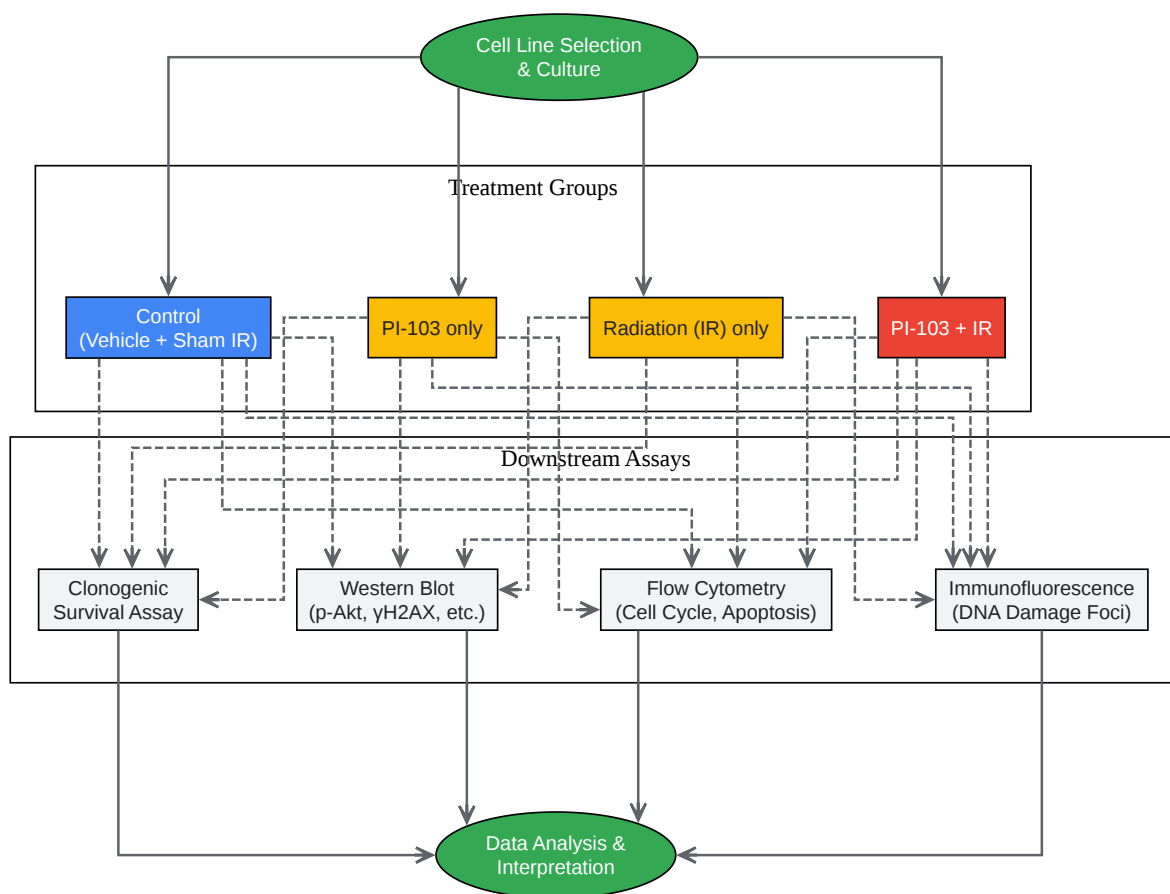 Cell Line Selection
& Culture
Treatment Groups
Control
(Vehicle + Sham IR)
PI-103 only
Radiation (IR) only
PI-103 + IR
Downstream Assays
Clonogenic
Survival Assay
Western Blot
(p-Akt, γH2AX, etc.)
Flow Cytometry
(Cell Cycle, Apoptosis)
Immunofluorescence
(DNA Damage Foci)
Data Analysis &
Interpretation